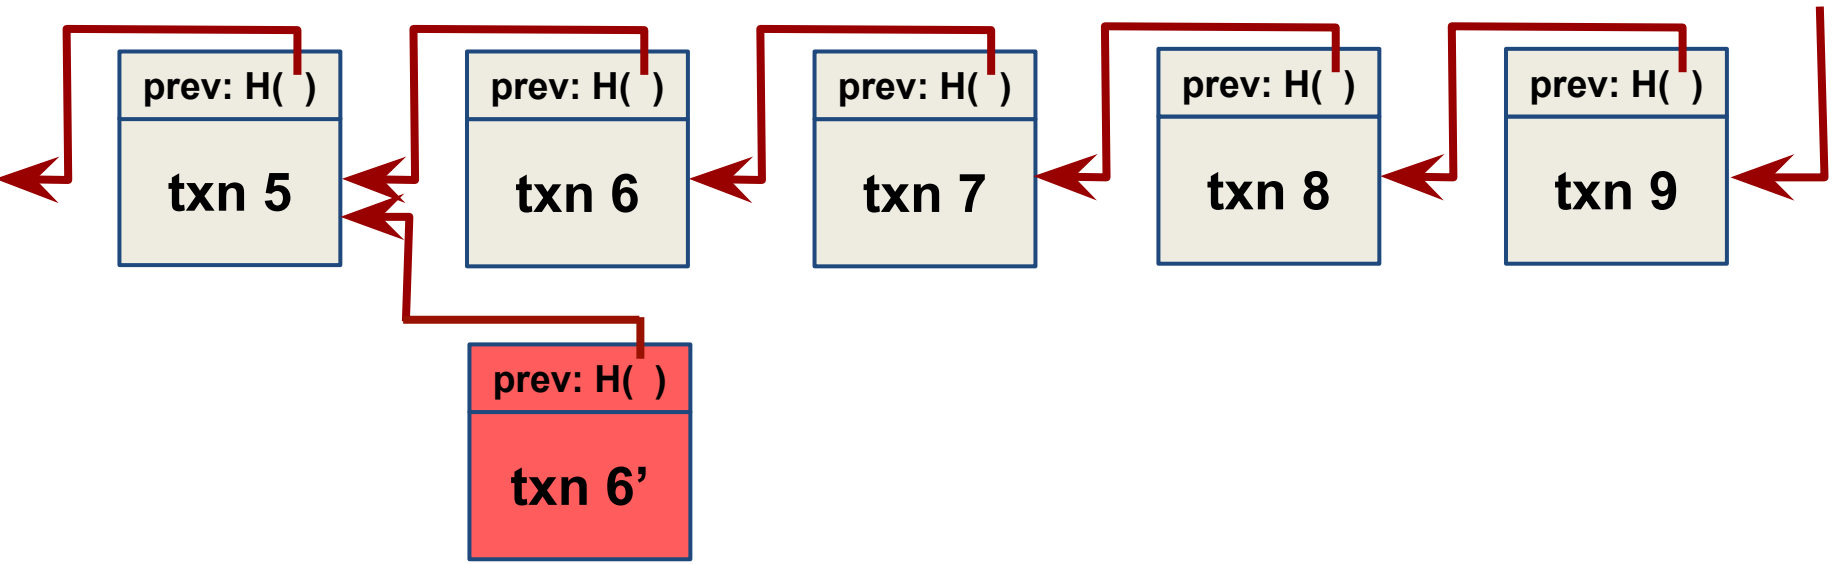 prev: H( )
txn 5
prev: H( )
txn 6
prev: H( )
txn 7
prev: H( )
txn 8
prev: H( )
txn 9
prev: H( )
txn 6’